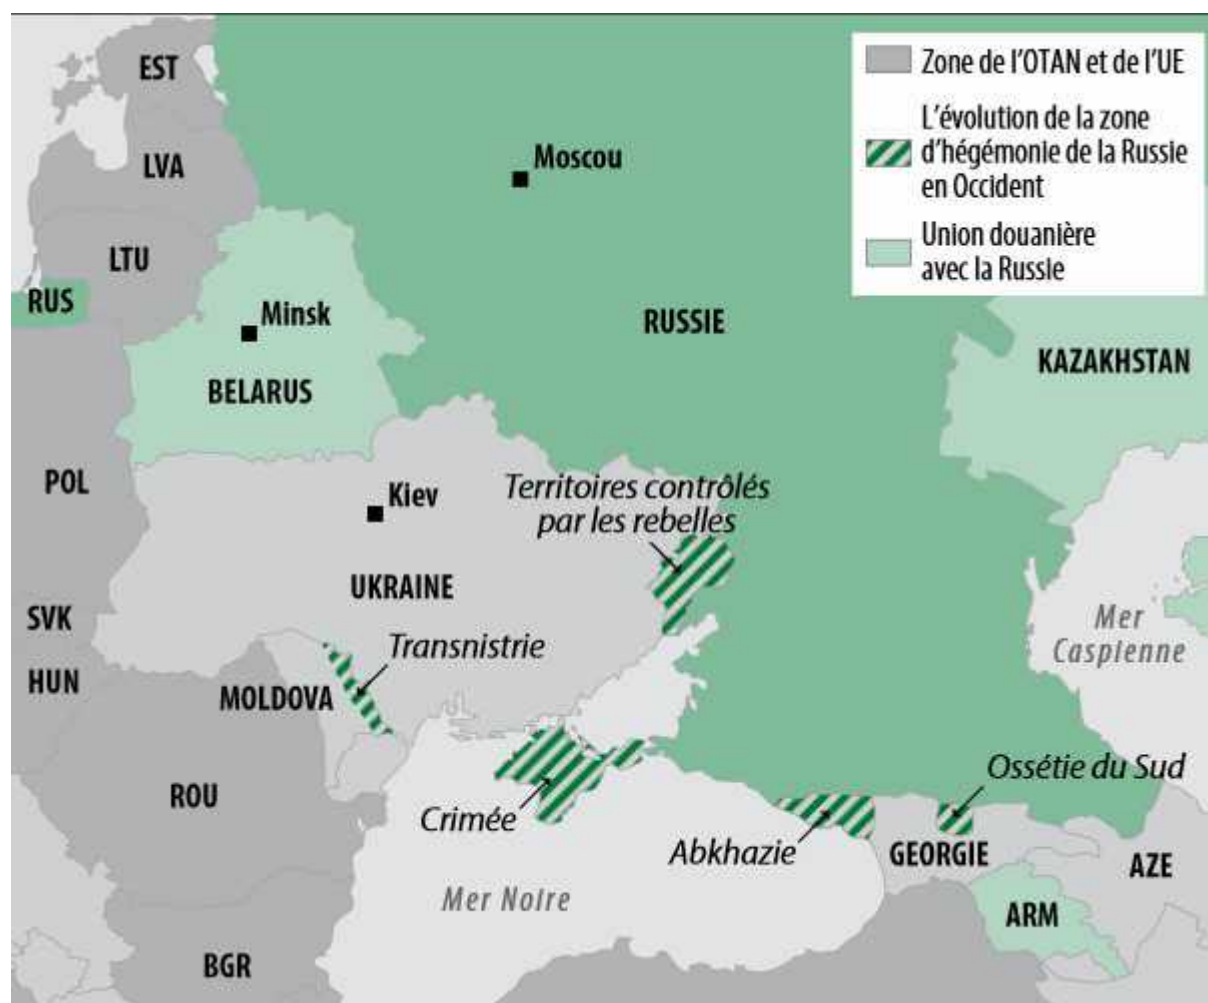 EST
Zone de l'OTAN et de l'UE
L'évolution de la zone
d'hégémonie de la Russie
en Occident
Union douanière
avec la Russie
Moscou
LVA
LTU
RUS
Minsk
RUSSIE
KAZAKHSTAN
BELARUS
POL
Kiev
Territoires contrôlés
par les rebelles
UKRAINE
SVK
Transnistrie
Mer
Caspienne
HUN
MOLDOVA
ROU
Crimée
Ossétie du Sud
Abkhazie
GEORGIE
AZE
Mer Noire
ARM
BGR